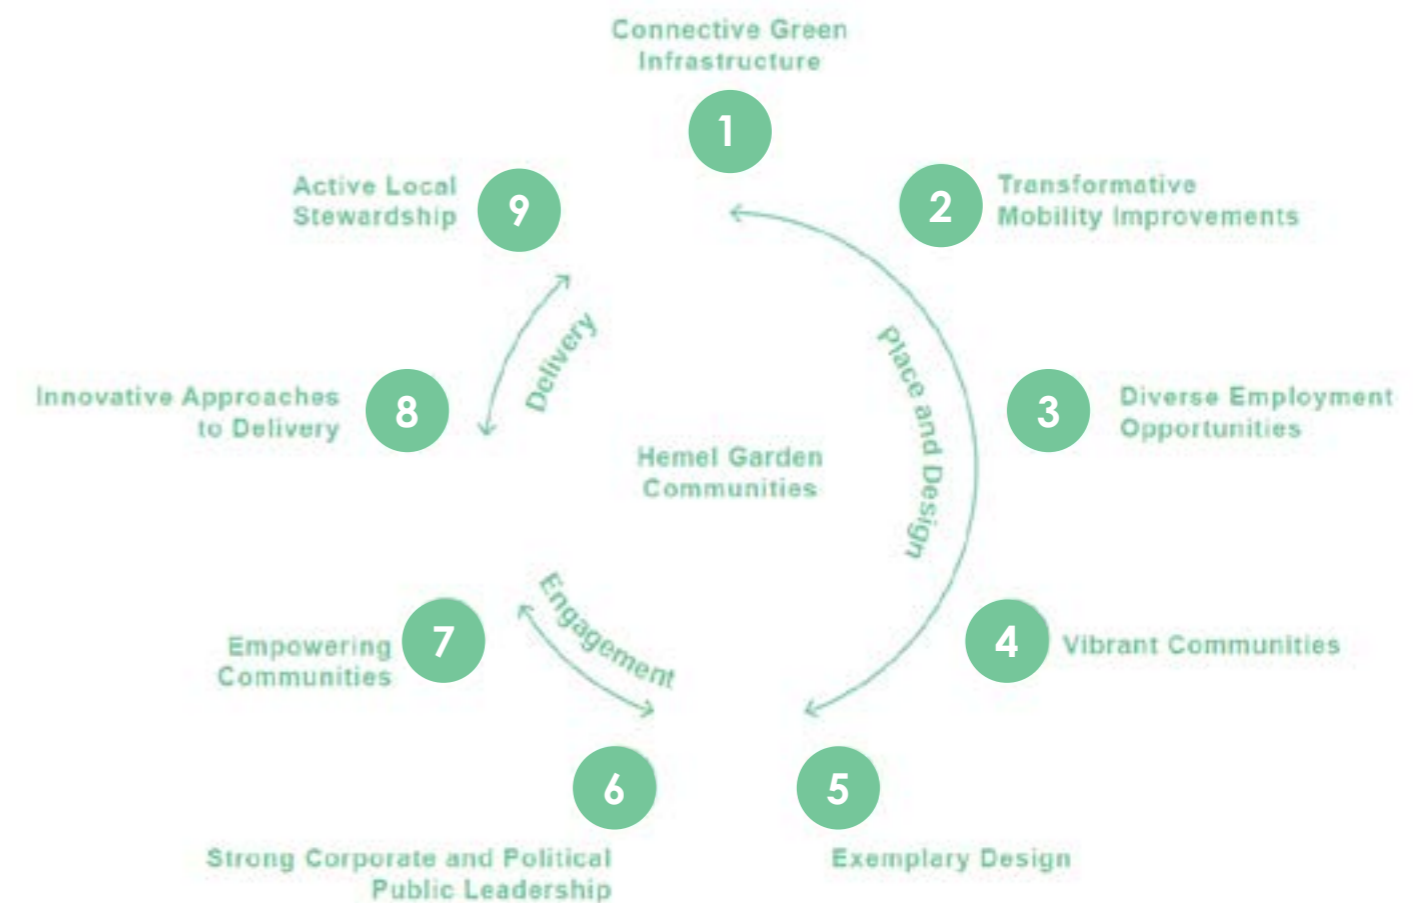 Connective Green
Infrastructure
1
2
Transformative
Mobility Improvements
3
Diverse Employment
Opportunities
4
Vibrant Communities
5
Exemplary Design
6
Strong Corporate and Political
Public Leadership
7
Empowering
Communities
8
Innovative Approaches
to Delivery
9
Active Local
Stewardship
Place and Design
Engagement
Delivery
Hemel Garden
Communities